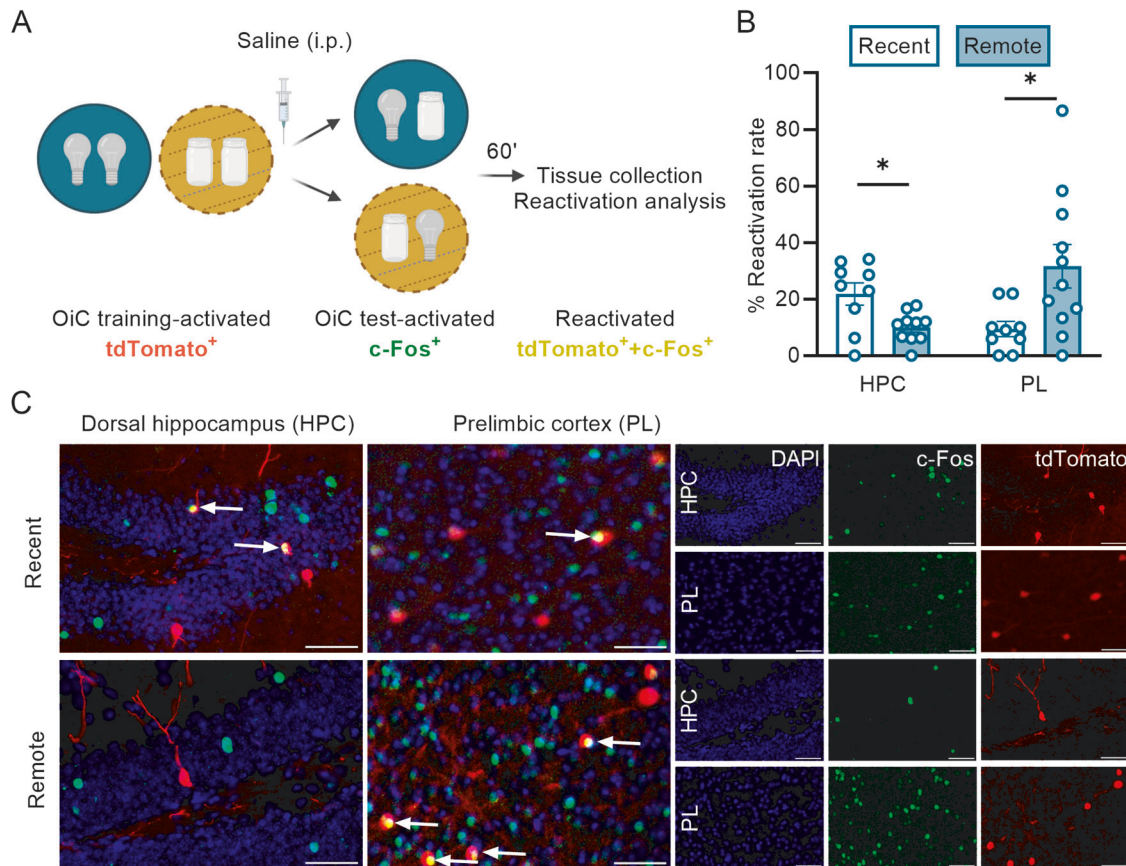 A
Saline (i.p.)
60'
Tissue collection
Reactivation analysis
OiC training-activated
tdTomato⁺
OiC test-activated
c-Fos⁺
Reactivated
tdTomato⁺+c-Fos⁺
B
Recent
Remote
% Reactivation rate
100
80
60
40
20
0
*
*
HPC
PL
C
Dorsal hippocampus (HPC)
Prelimbic cortex (PL)
DAPI
c-Fos
tdTomato
Recent
HPC
PL
Remote
HPC
PL